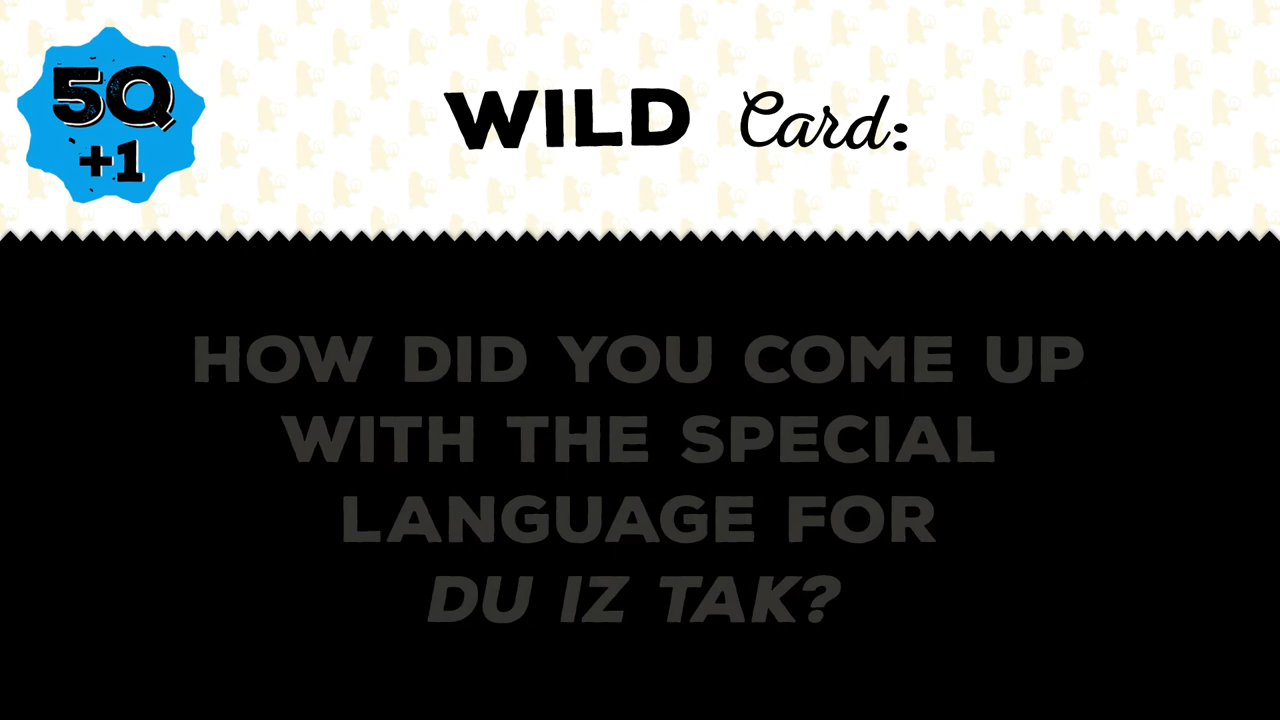 5Q
+1
WILD Card:
HOW DID YOU COME UP
WITH THE SPECIAL
LANGUAGE FOR
DU IZ TAK?